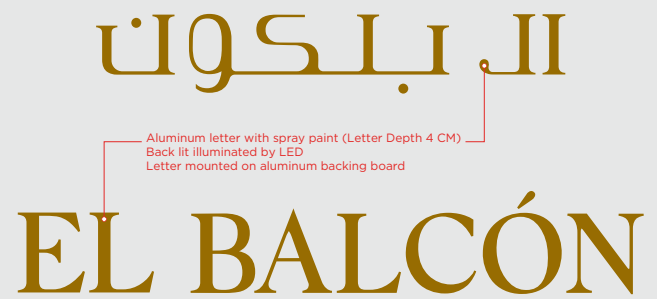 ال بلكون
Aluminum letter with spray paint (Letter Depth 4 CM)
Back lit illuminated by LED
Letter mounted on aluminum backing board
EL BALCÓN